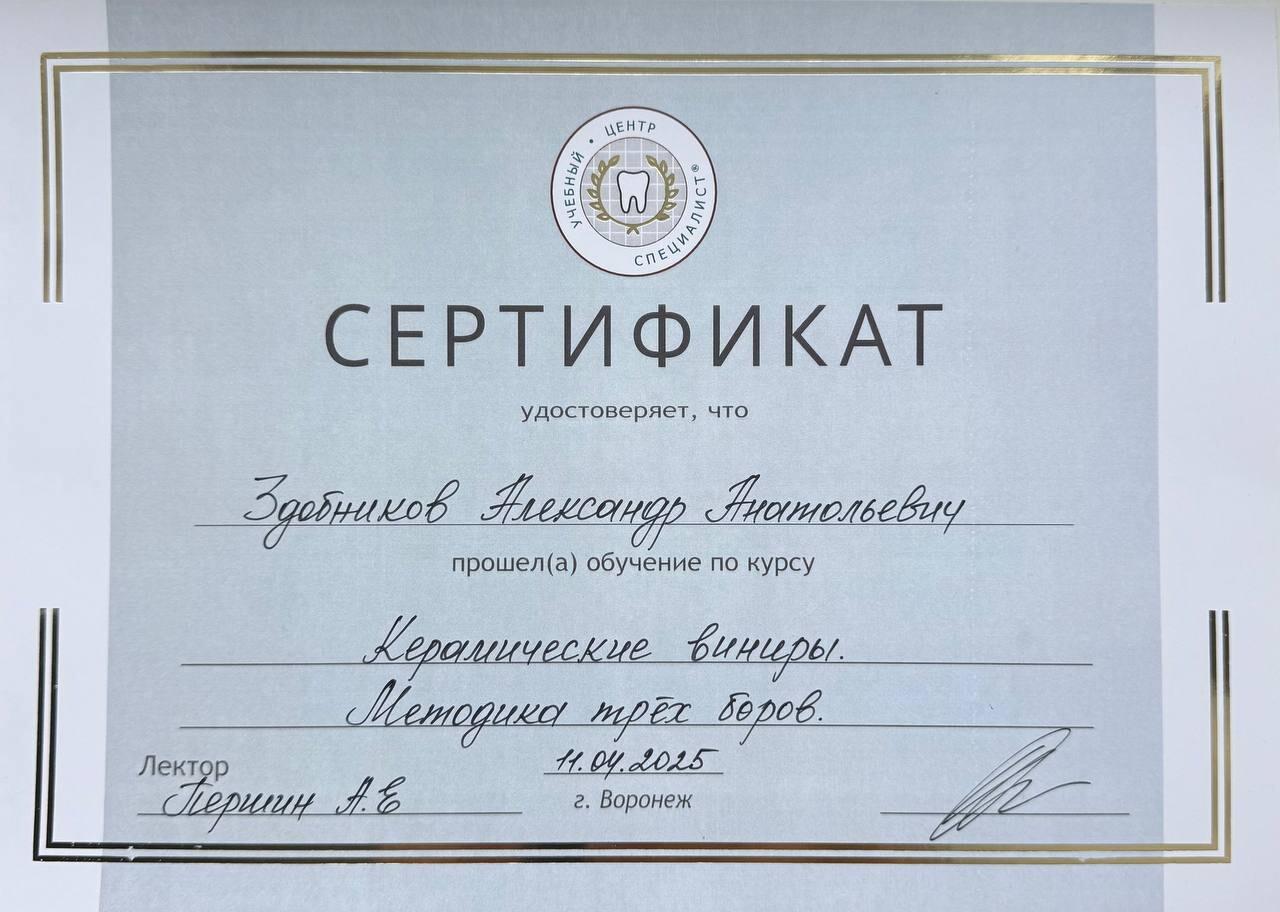 УЧЕБНЫЙ • ЦЕНТР СПЕЦИАЛИСТ®
СЕРТИФИКАТ
удостоверяет, что
Здобников Александр Анатольевич
прошел(а) обучение по курсу
Керамические виниры.
Методика трёх боров.
Лектор
11.04.2025
Першин А.Е
г. Воронеж